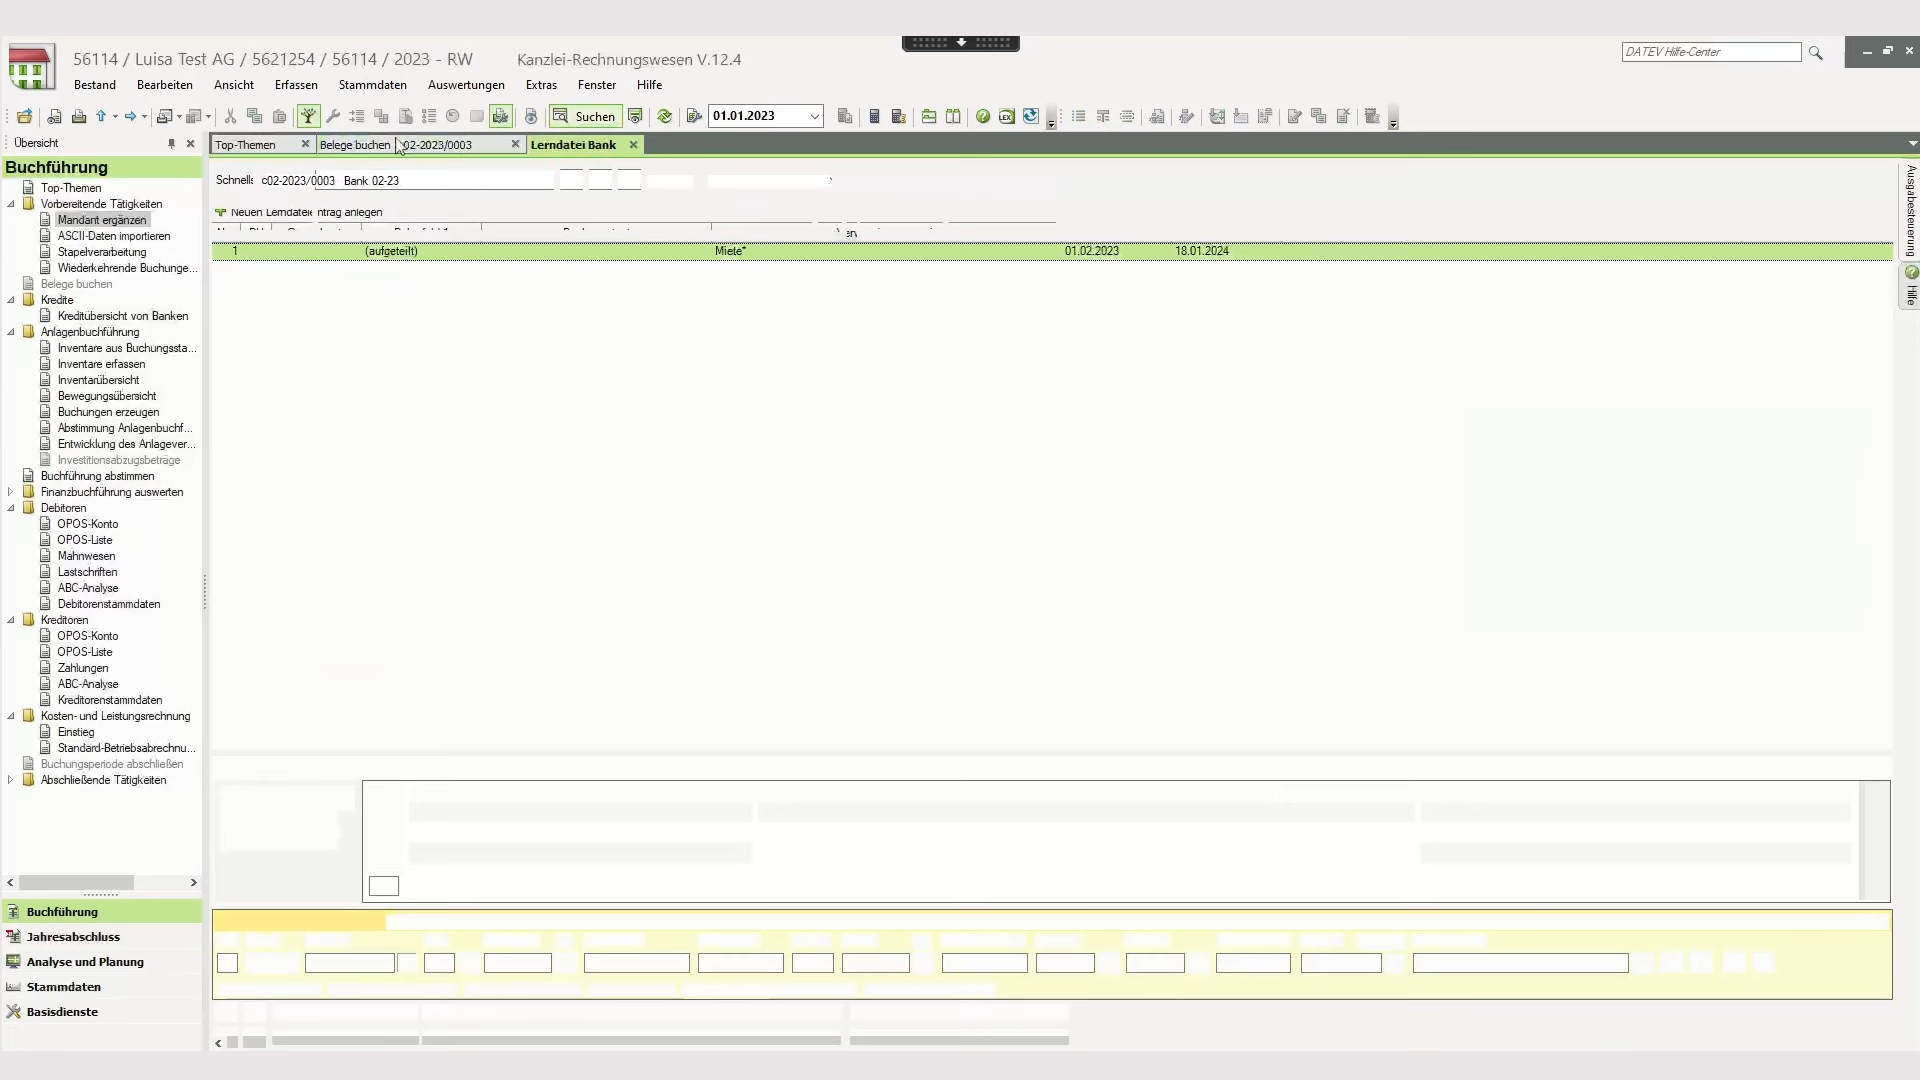 56114 / Luisa Test AG / 5621254 / 56114 / 2023 - RW Kanzlei-Rechnungswesen V.12.4
DATEV Hilfe-Center
Bestand Bearbeiten Ansicht Erfassen Stammdaten Auswertungen Extras Fenster Hilfe
Suchen 01.01.2023
Übersicht
Top-Themen Belege buchen 02-2023/0003 Lerndatei Bank
Buchführung
Top-Themen
Vorbereitende Tätigkeiten
Mandant ergänzen
ASCII-Daten importieren
Stapelverarbeitung
Wiederkehrende Buchunge...
Belege buchen
Kredite
Kreditübersicht von Banken
Anlagenbuchführung
Inventare aus Buchungssta...
Inventare erfassen
Inventarübersicht
Bewegungsübersicht
Buchungen erzeugen
Abstimmung Anlagenbuchf...
Entwicklung des Anlagever...
Investitionsabzugsbeträge
Buchführung abstimmen
Finanzbuchführung auswerten
Debitoren
OPOS-Konto
OPOS-Liste
Mahnwesen
Lastschriften
ABC-Analyse
Debitorenstammdaten
Kreditoren
OPOS-Konto
OPOS-Liste
Zahlungen
ABC-Analyse
Kreditorenstammdaten
Kosten- und Leistungsrechnung
Einstieg
Standard-Betriebsabrechnu...
Buchungsperiode abschließen
Abschließende Tätigkeiten
Buchführung
Jahresabschluss
Analyse und Planung
Stammdaten
Basisdienste
Schnells c02-2023/0003 Bank 02-23
Neuen Lerndatei ntrag anlegen
1 (aufgeteilt) Miete* 01.02.2023 18.01.2024
Ausgabesteuerung
Hilfe